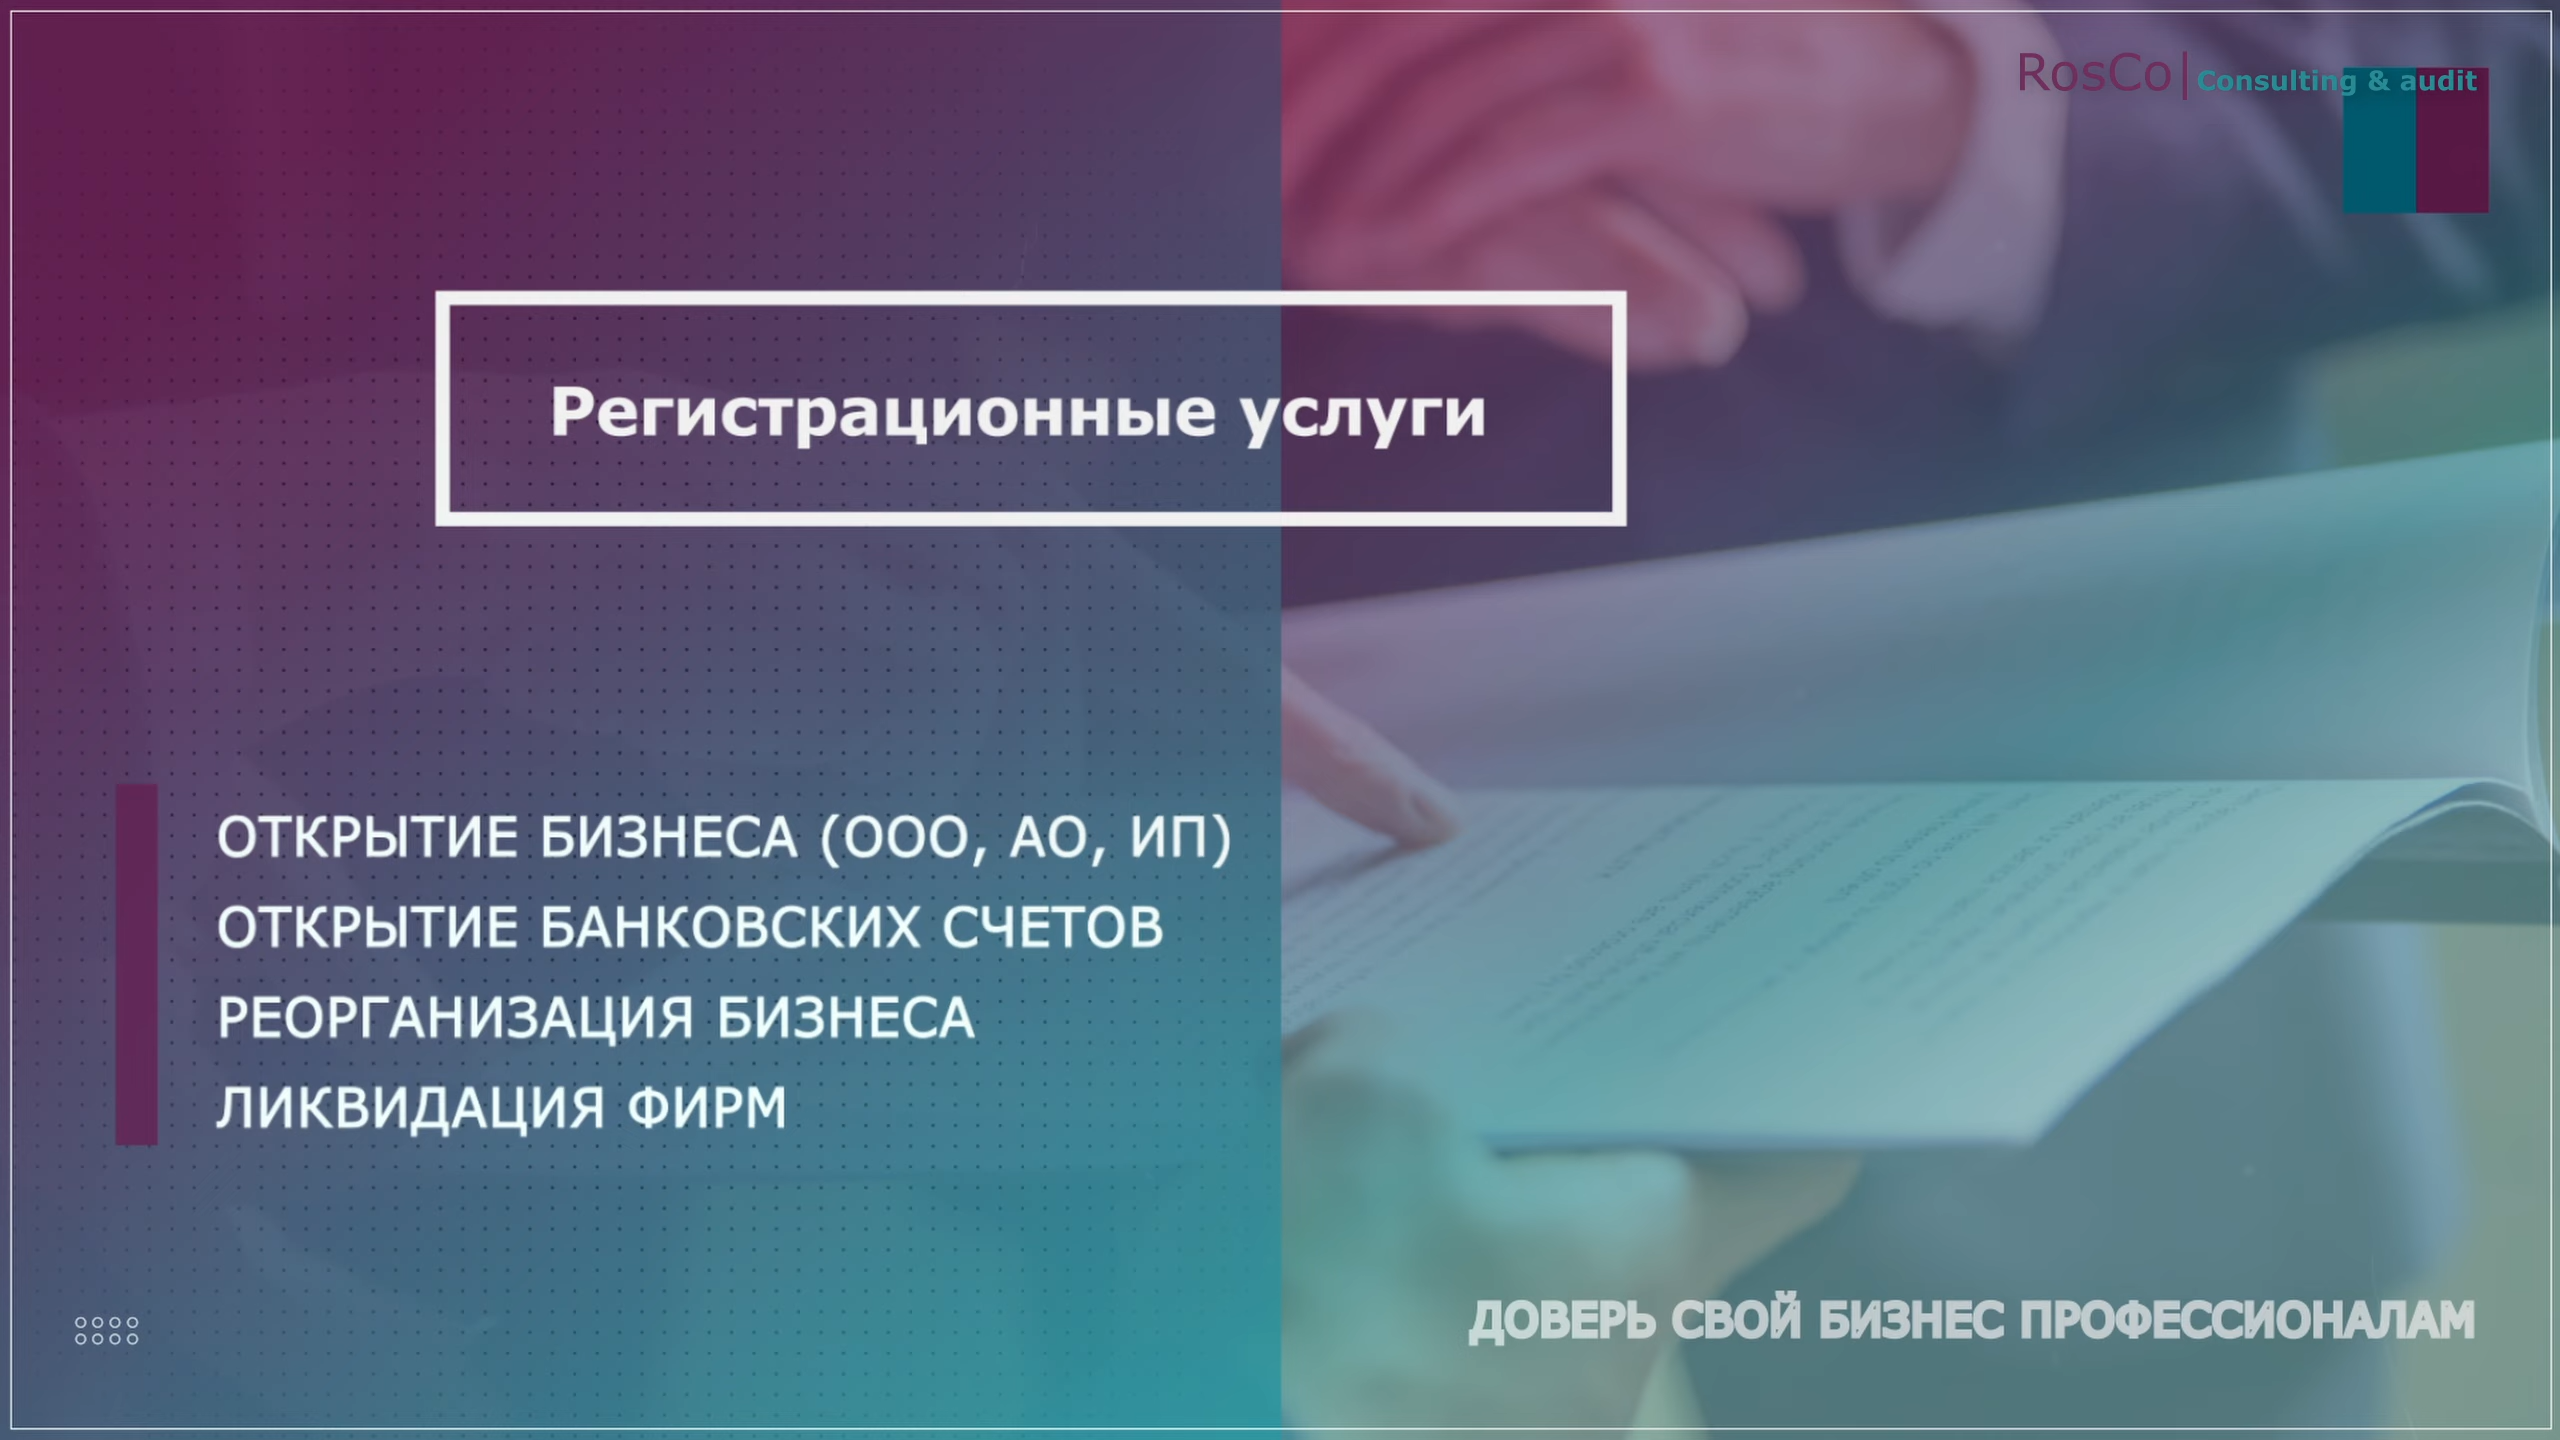 RosCo| Consulting & audit
Регистрационные услуги
ОТКРЫТИЕ БИЗНЕСА (ООО, АО, ИП)
ОТКРЫТИЕ БАНКОВСКИХ СЧЕТОВ
РЕОРГАНИЗАЦИЯ БИЗНЕСА
ЛИКВИДАЦИЯ ФИРМ
ДОВЕРЬ СВОЙ БИЗНЕС ПРОФЕССИОНАЛАМ